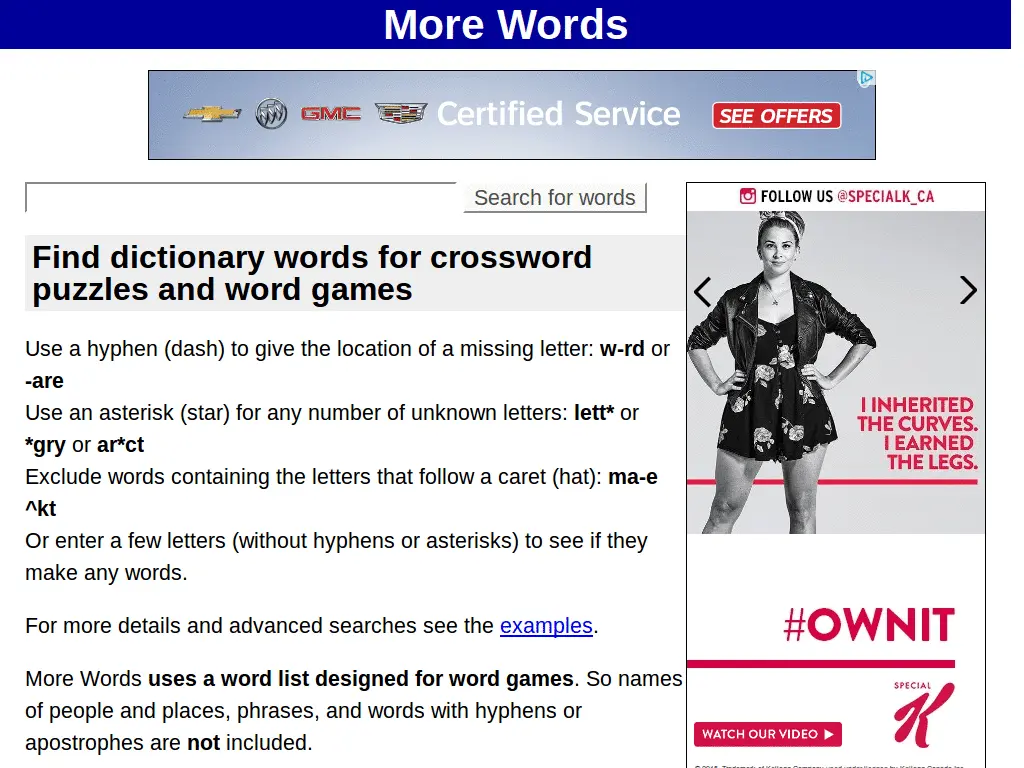 More Words
GMC Certified Service SEE OFFERS
Search for words
FOLLOW US @SPECIALK_CA
Find dictionary words for crossword
puzzles and word games
Use a hyphen (dash) to give the location of a missing letter: w-rd or
-are
Use an asterisk (star) for any number of unknown letters: lett* or
*gry or ar*ct
Exclude words containing the letters that follow a caret (hat): ma-e
^kt
Or enter a few letters (without hyphens or asterisks) to see if they
make any words.
For more details and advanced searches see the examples.
More Words uses a word list designed for word games. So names
of people and places, phrases, and words with hyphens or
apostrophes are not included.
I INHERITED
THE CURVES.
I EARNED
THE LEGS.
#OWNIT
SPECIAL
K
WATCH OUR VIDEO